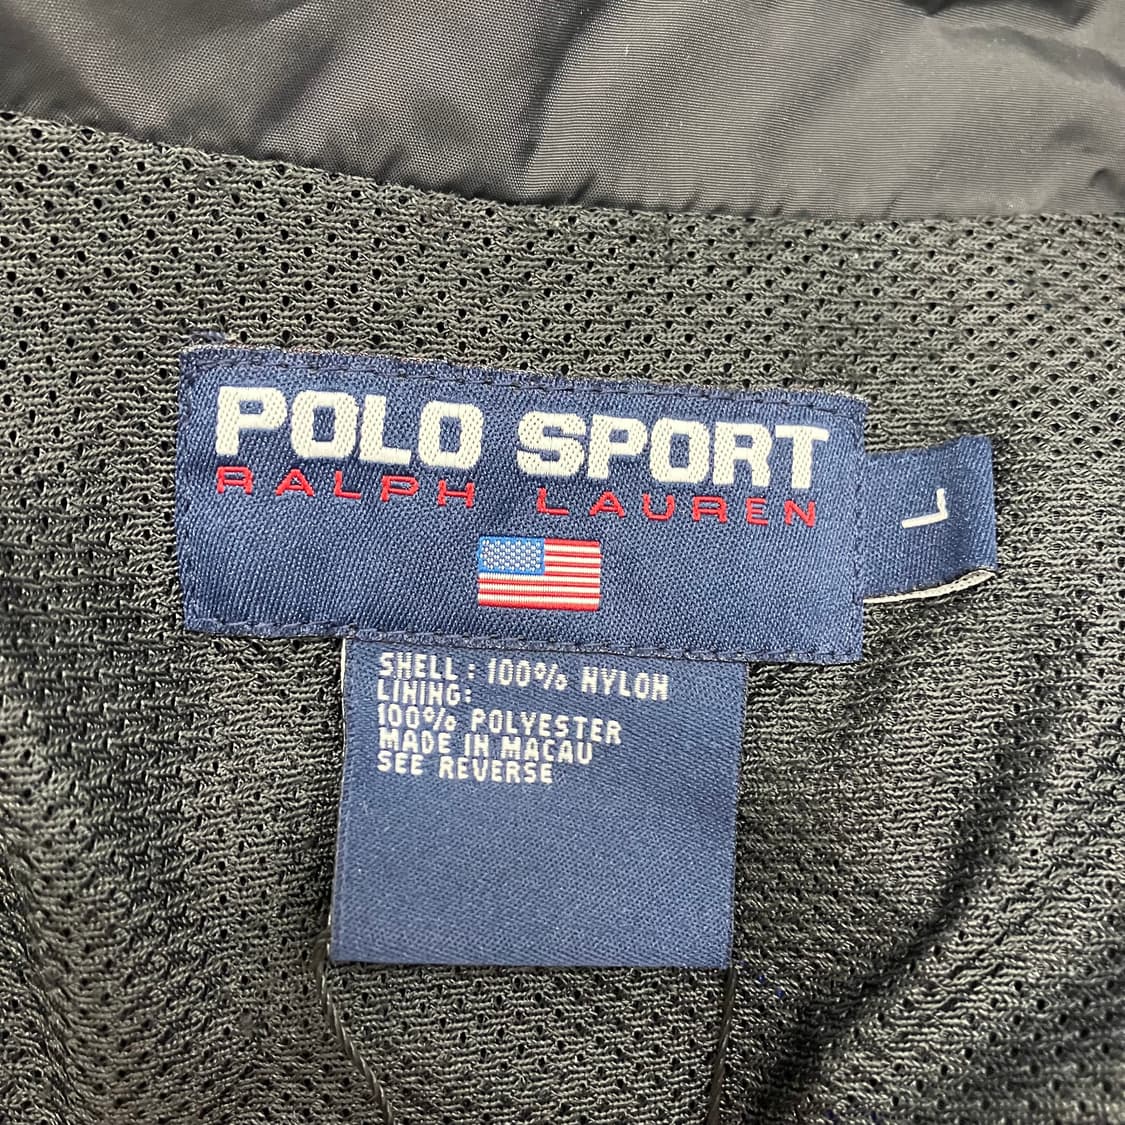 POLO SPORT
RALPH LAUREN
L
SHELL: 100% NYLON
LINING:
100% POLYESTER
MADE IN MACAU
SEE REVERSE